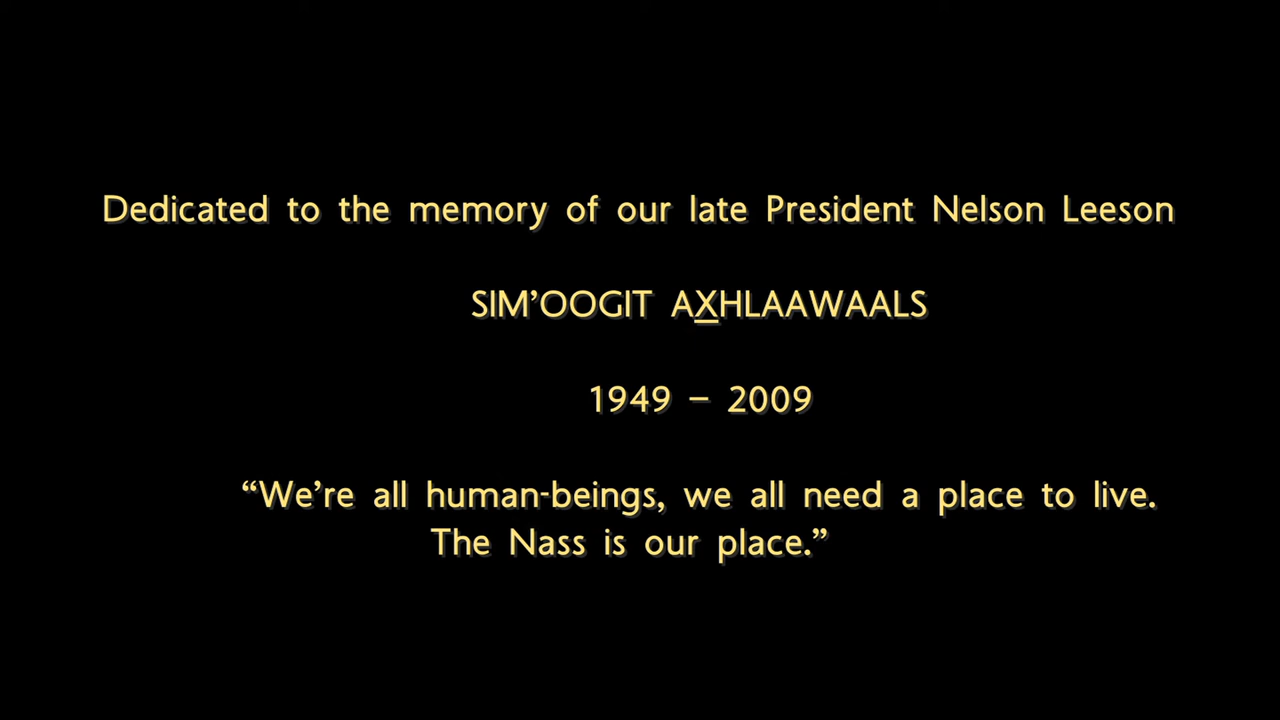 Dedicated to the memory of our late President Nelson Leeson
SIM’OOGIT AX̲HLAAWAALS
1949 – 2009
“We’re all human-beings, we all need a place to live.
The Nass is our place.”